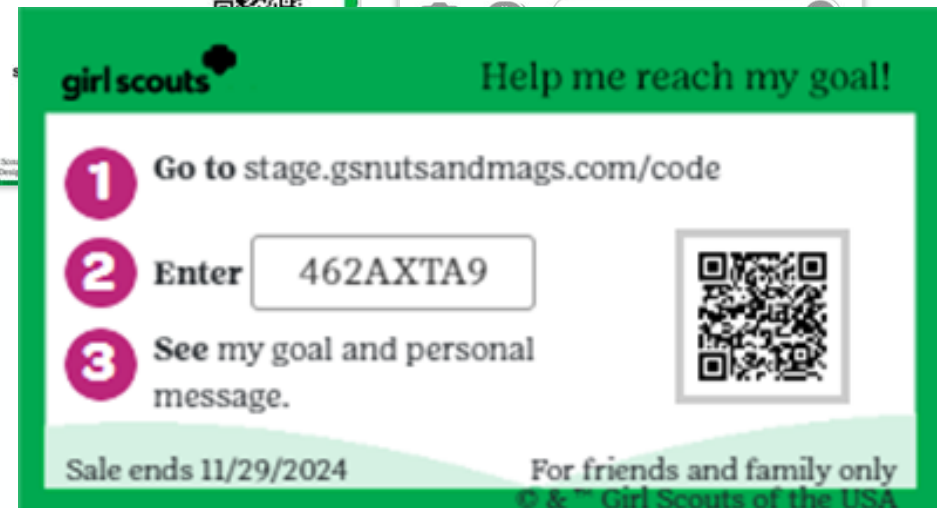 girl scouts
Help me reach my goal!
1 Go to stage.gsnutsandmags.com/code
2 Enter 462AXTA9
3 See my goal and personal
message.
Sale ends 11/29/2024
For friends and family only
© & ™ Girl Scouts of the USA